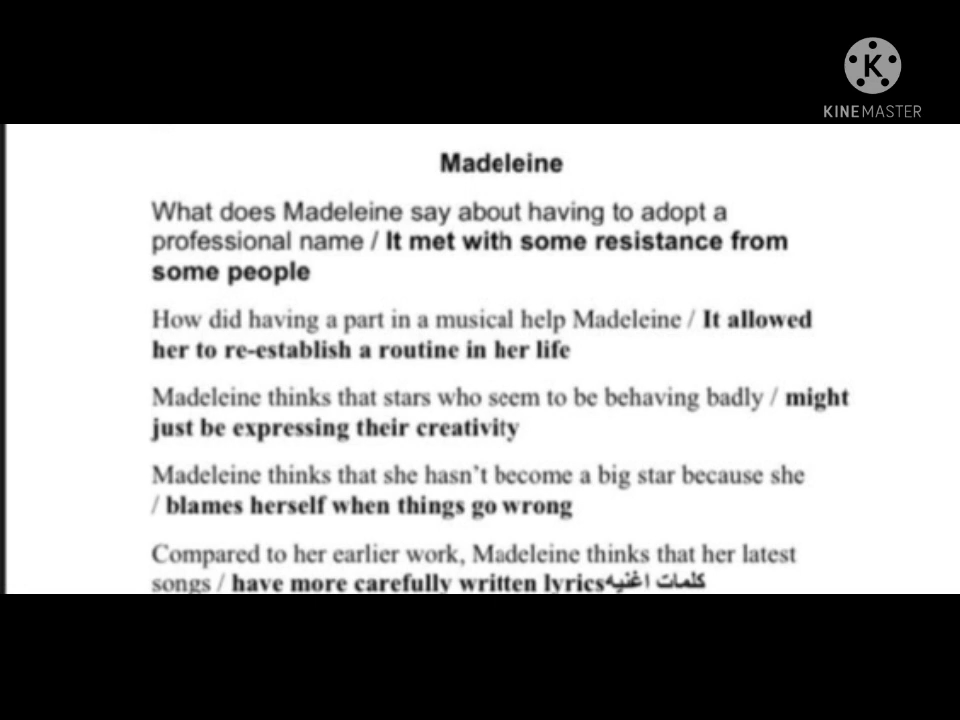 K
KINEMASTER
Madeleine
What does Madeleine say about having to adopt a
professional name / It met with some resistance from
some people
How did having a part in a musical help Madeleine / It allowed
her to re-establish a routine in her life
Madeleine thinks that stars who seem to be behaving badly / might
just be expressing their creativity
Madeleine thinks that she hasn't become a big star because she
/ blames herself when things go wrong
Compared to her earlier work, Madeleine thinks that her latest
songs / have more carefully written lyrics كلمات اغنيه